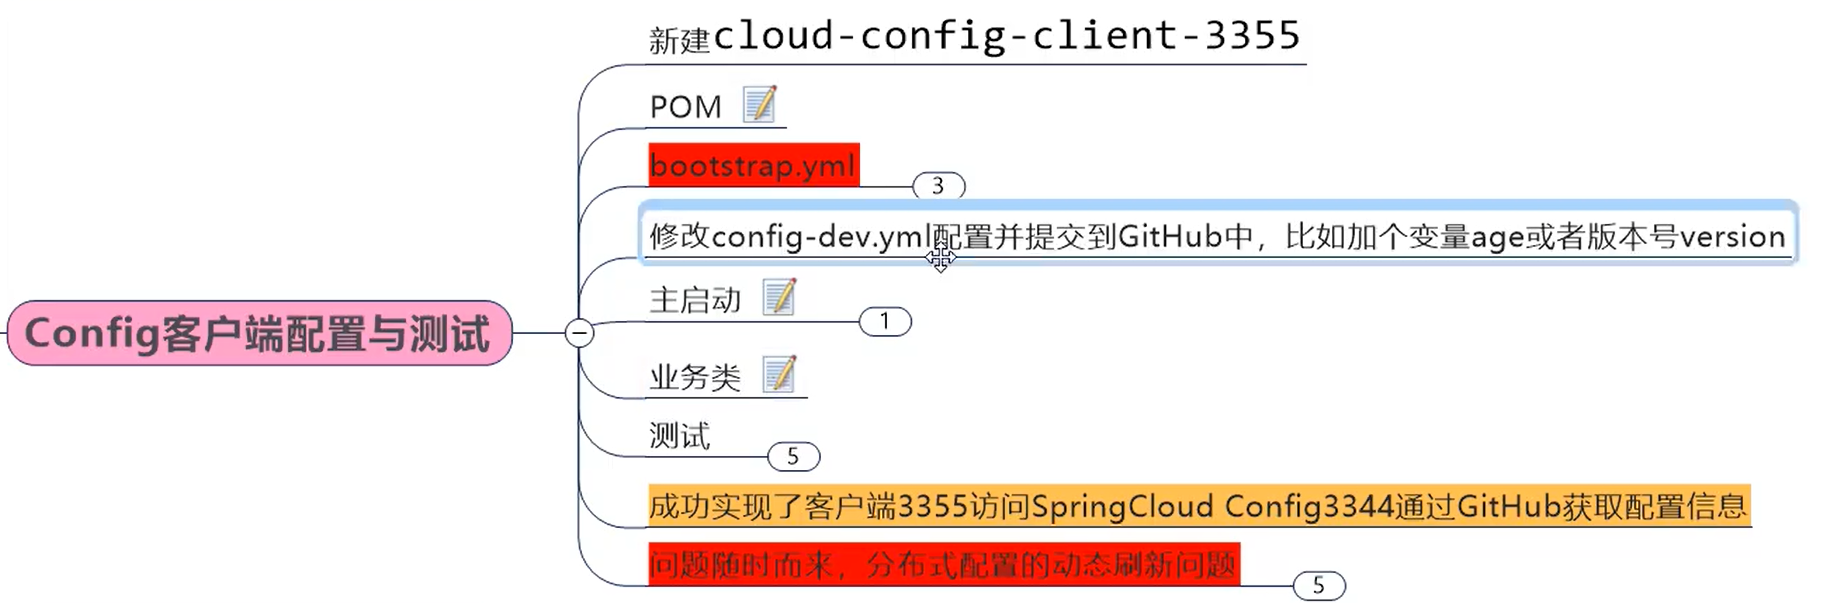 新建cloud-config-client-3355
POM
bootstrap.yml
3
修改config-dev.yml配置并提交到GitHub中，比如加个变量age或者版本号version
主启动
1
Config客户端配置与测试
业务类
测试
5
成功实现了客户端3355访问SpringCloud Config3344通过GitHub获取配置信息
问题随时而来，分布式配置的动态刷新问题
5